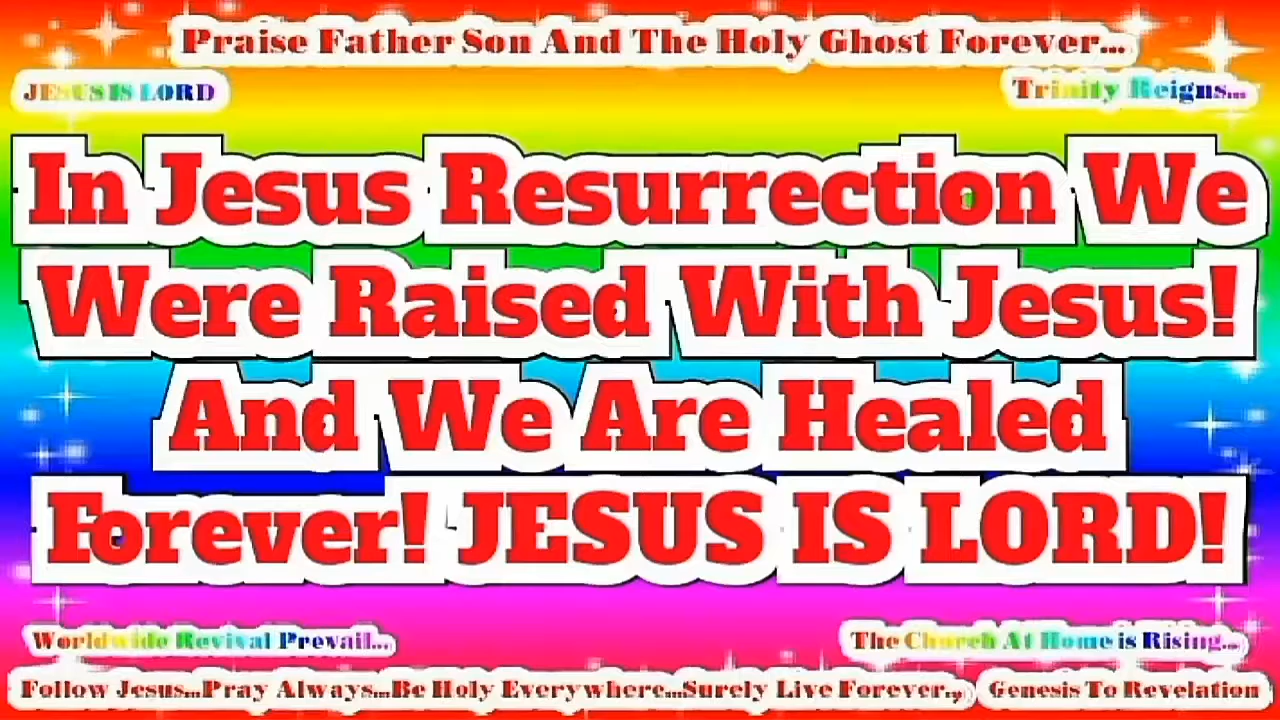 Praise Father Son And The Holy Ghost Forever...
JESUS IS LORD
Trinity Reigns...
In Jesus Resurrection We
Were Raised With Jesus!
And We Are Healed
Forever! JESUS IS LORD!
Worldwide Revival Prevail...
The Church At Home is Rising...
Follow Jesus...Pray Always...Be Holy Everywhere...Surely Live Forever.., Genesis To Revelation